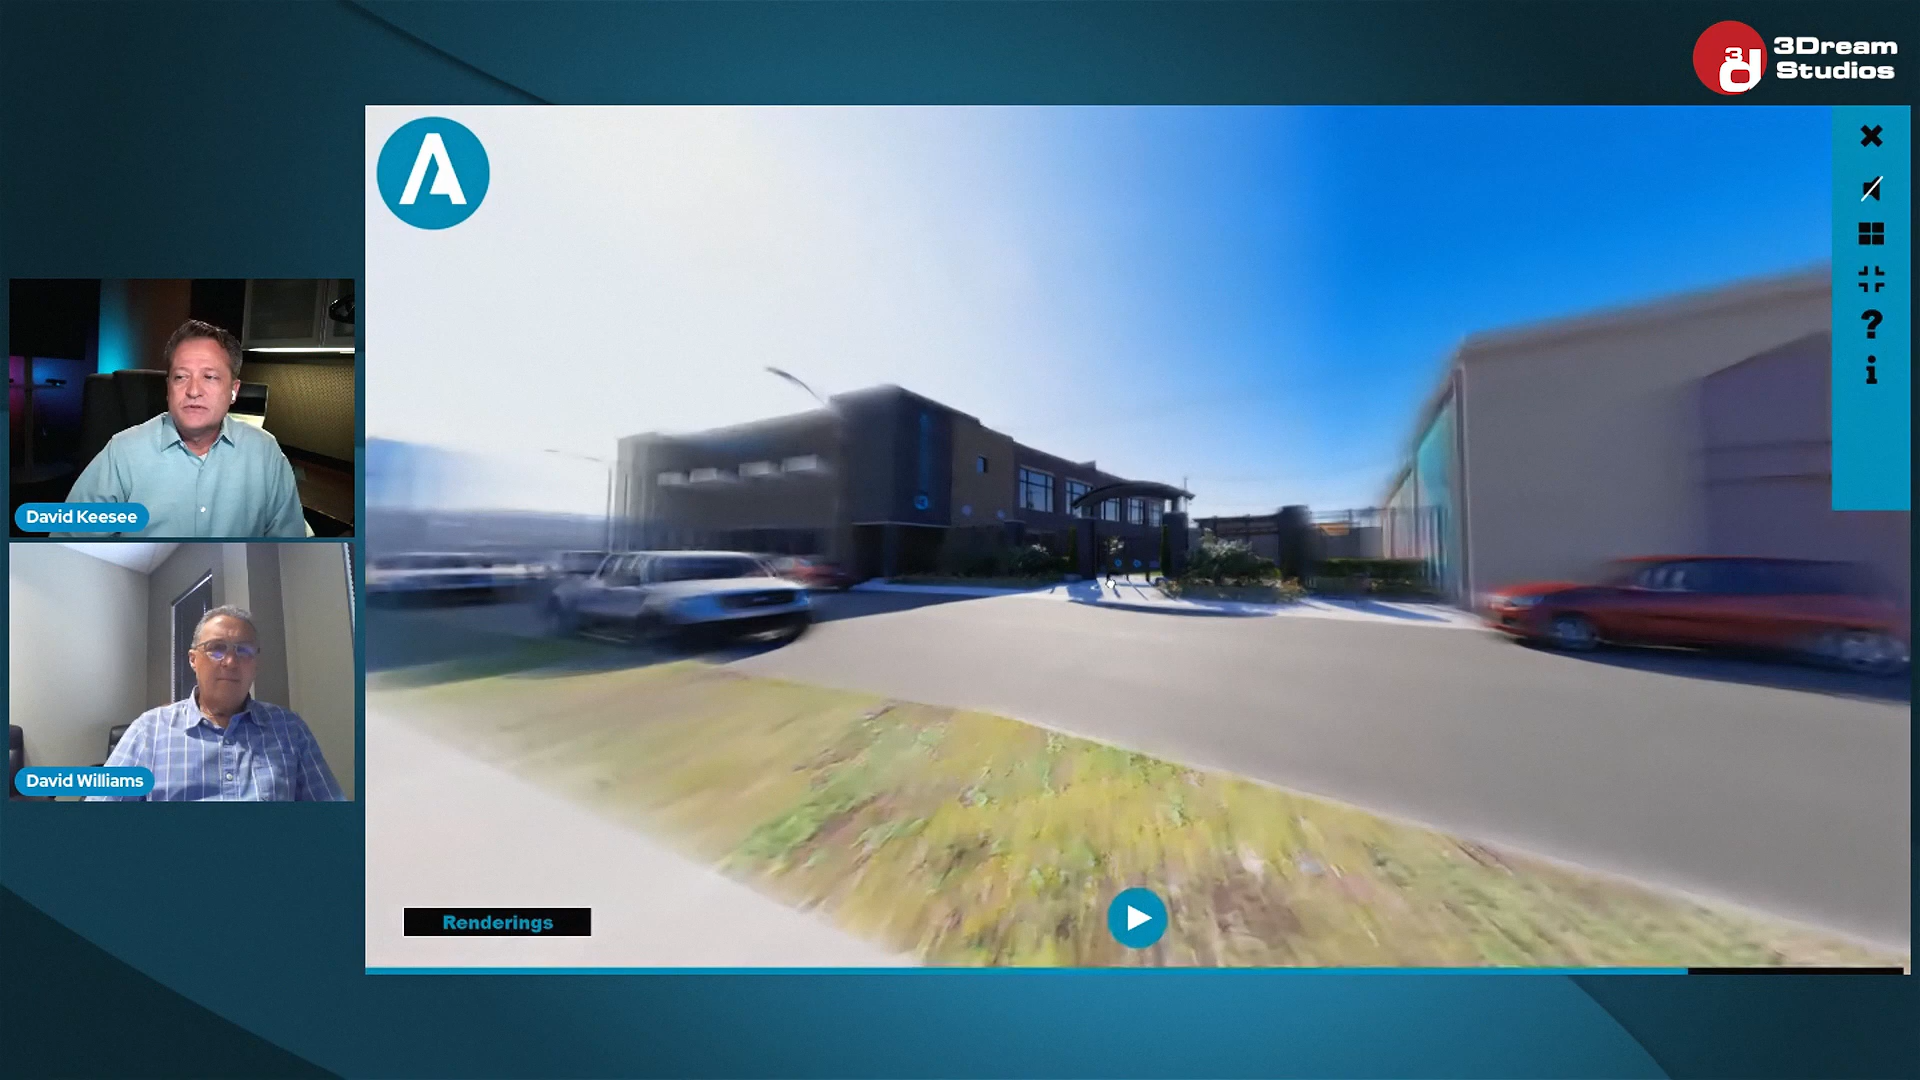 3Dream
Studios
David Keesee
David Williams
Renderings